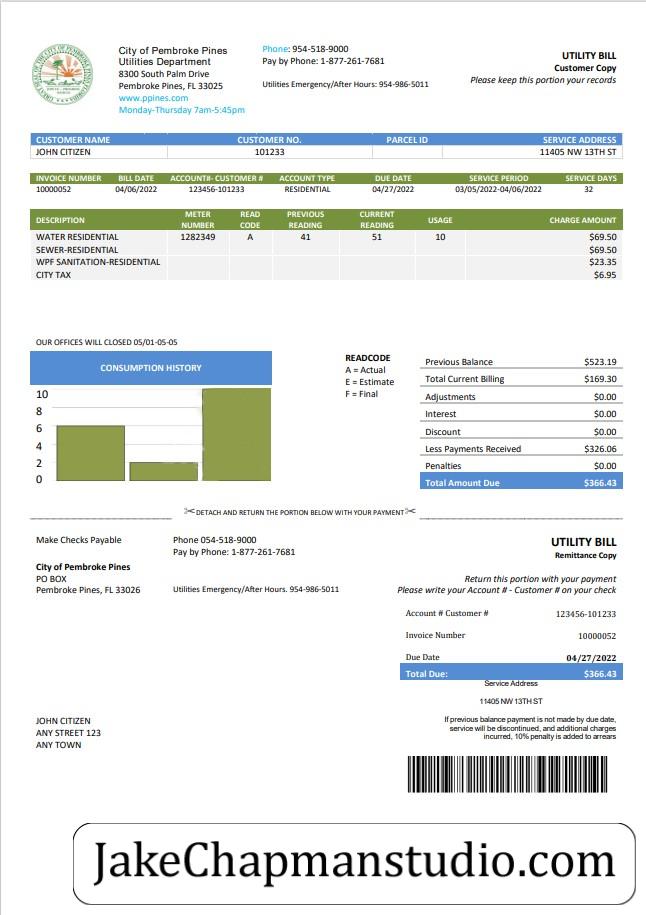 City of Pembroke Pines
Utilities Department
8300 South Palm Drive
Pembroke Pines, FL 33025
www.ppines.com
Monday-Thursday 7am-5:45pm
Phone: 954-518-9000
Pay by Phone: 1-877-261-7681
Utilities Emergency/After Hours: 954-986-5011
UTILITY BILL
Customer Copy
Please keep this portion your records
CUSTOMER NAME CUSTOMER NO. PARCEL ID SERVICE ADDRESS
JOHN CITIZEN 101233 11405 NW 13TH ST
INVOICE NUMBER BILL DATE ACCOUNT#- CUSTOMER # ACCOUNT TYPE DUE DATE SERVICE PERIOD SERVICE DAYS
10000052 04/06/2022 123456-101233 RESIDENTIAL 04/27/2022 03/05/2022-04/06/2022 32
DESCRIPTION METER NUMBER READ CODE PREVIOUS READING CURRENT READING USAGE CHARGE AMOUNT
WATER RESIDENTIAL 1282349 A 41 51 10 $69.50
SEWER-RESIDENTIAL $69.50
WPF SANITATION-RESIDENTIAL $23.35
CITY TAX $6.95
OUR OFFICES WILL CLOSED 05/01-05-05
CONSUMPTION HISTORY
10
8
6
4
2
0
READCODE
A = Actual
E = Estimate
F = Final
Previous Balance $523.19
Total Current Billing $169.30
Adjustments $0.00
Interest $0.00
Discount $0.00
Less Payments Received $326.06
Penalties $0.00
Total Amount Due $366.43
DETACH AND RETURN THE PORTION BELOW WITH YOUR PAYMENT
Make Checks Payable
City of Pembroke Pines
PO BOX
Pembroke Pines, FL 33026
Phone 054-518-9000
Pay by Phone: 1-877-261-7681
Utilities Emergency/After Hours. 954-986-5011
UTILITY BILL
Remittance Copy
Return this portion with your payment
Please write your Account # - Customer # on your check
Account # Customer # 123456-101233
Invoice Number 10000052
Due Date 04/27/2022
Total Due: $366.43
Service Address
11405 NW 13TH ST
JOHN CITIZEN
ANY STREET 123
ANY TOWN
If previous balance payment is not made by due date,
service will be discontinued, and additional charges
incurred, 10% penalty is added to arrears
JakeChapmanstudio.com